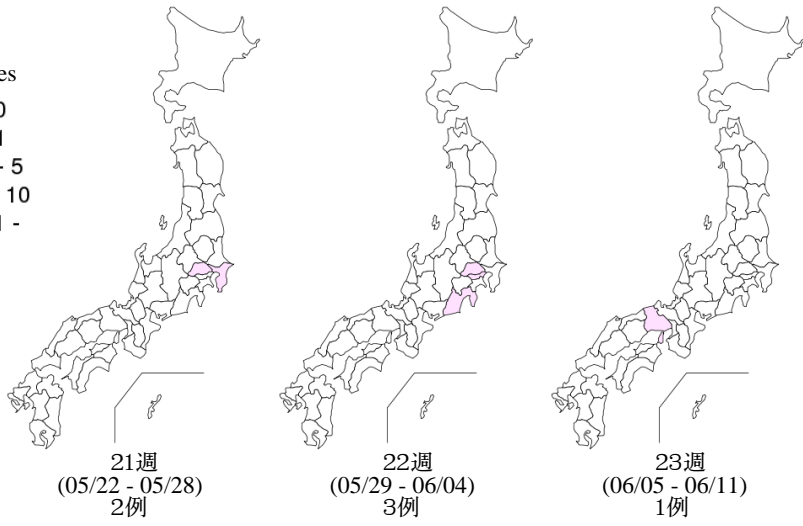 es
0
1
- 5
10
1 -
21週
(05/22 - 05/28)
2例
22週
(05/29 - 06/04)
3例
23週
(06/05 - 06/11)
1例